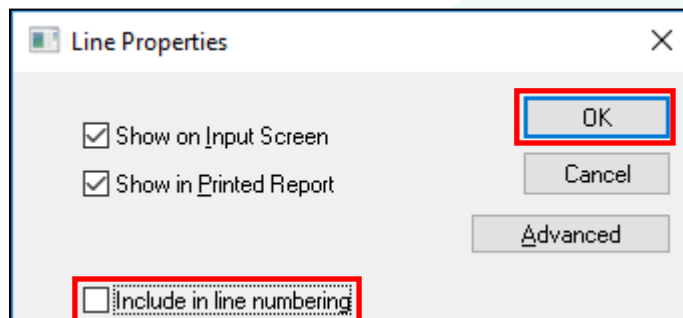 Line Properties
OK
Show on Input Screen
Cancel
Show in Printed Report
Advanced
Include in line numbering